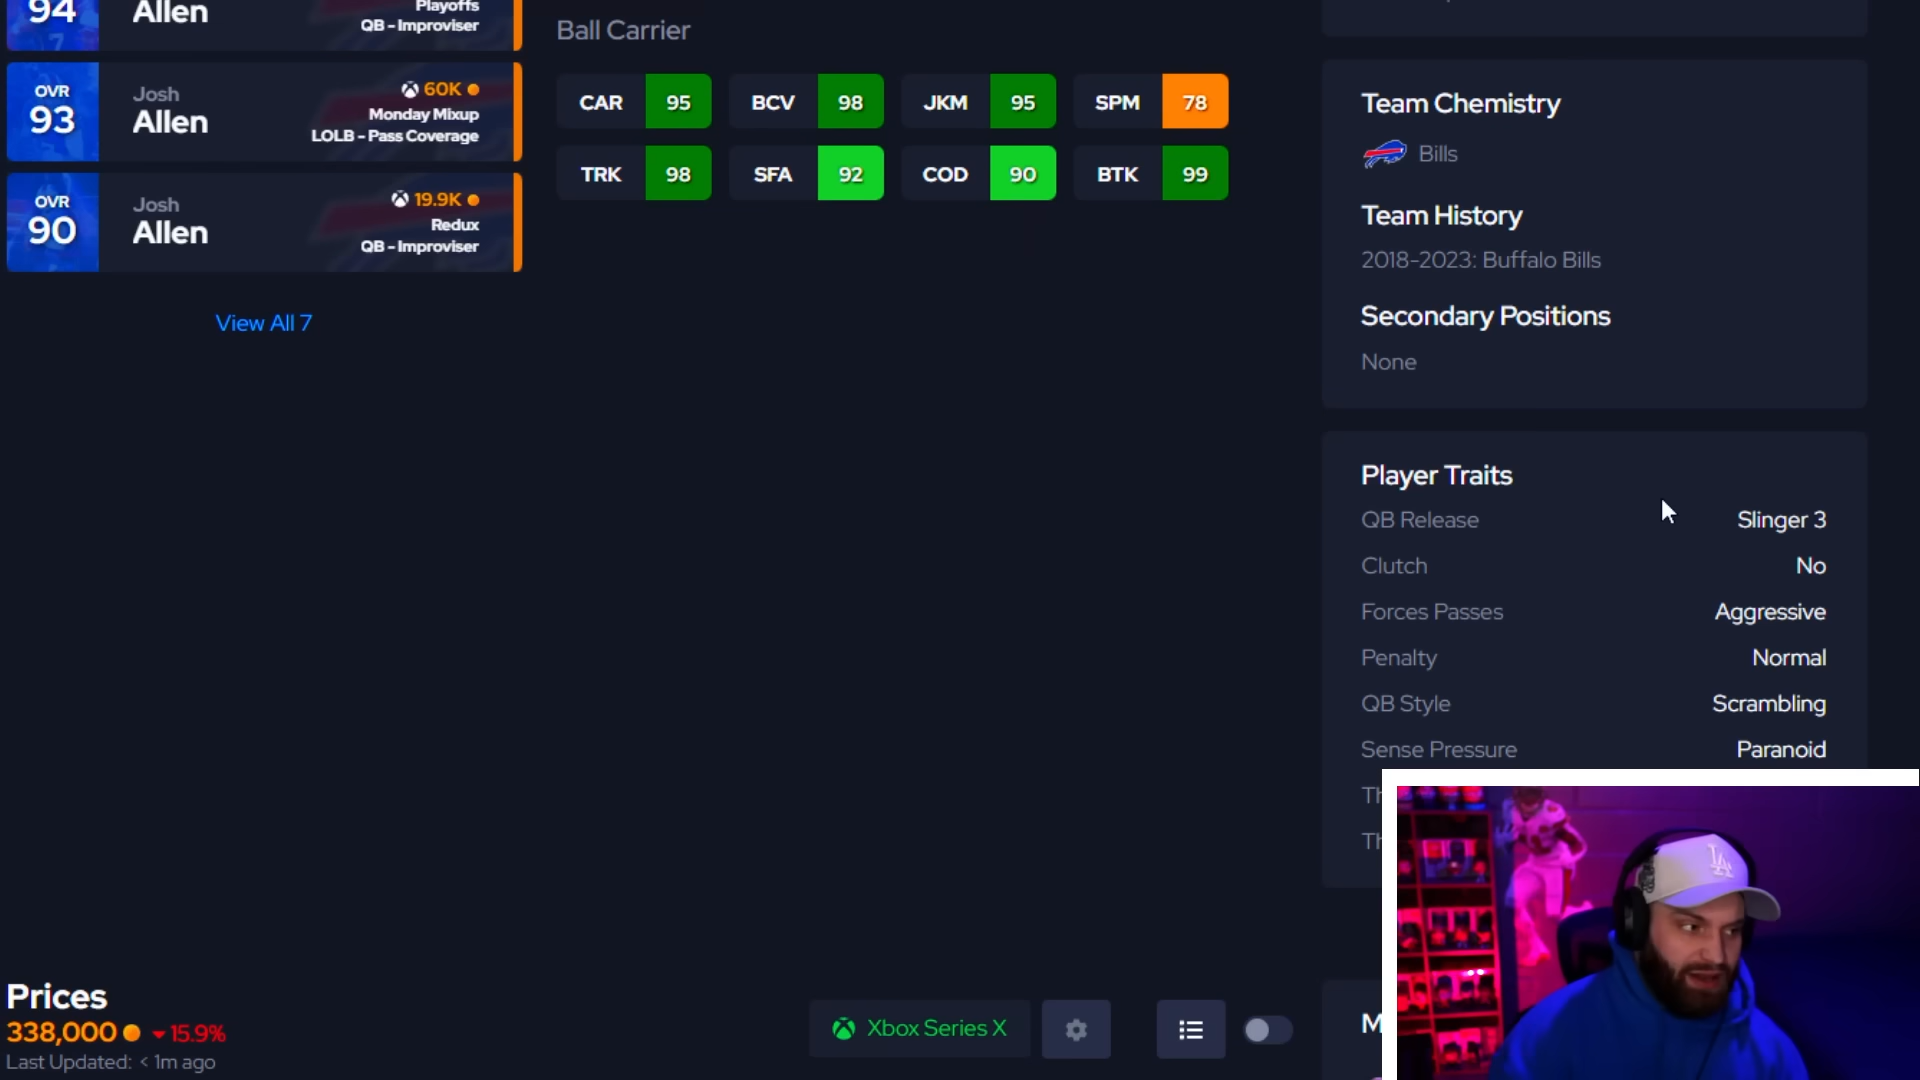 94
Allen
Playoffs
QB - Improviser
OVR
93
Josh
Allen
60K
Monday Mixup
LOLB - Pass Coverage
OVR
90
Josh
Allen
19.9K
Redux
QB - Improviser
View All 7
Ball Carrier
CAR 95 BCV 98 JKM 95 SPM 78
TRK 98 SFA 92 COD 90 BTK 99
Team Chemistry
Bills
Team History
2018-2023: Buffalo Bills
Secondary Positions
None
Player Traits
QB Release Slinger 3
Clutch No
Forces Passes Aggressive
Penalty Normal
QB Style Scrambling
Sense Pressure Paranoid
Prices
338,000 15.9%
Last Updated: < 1m ago
Xbox Series X
LA